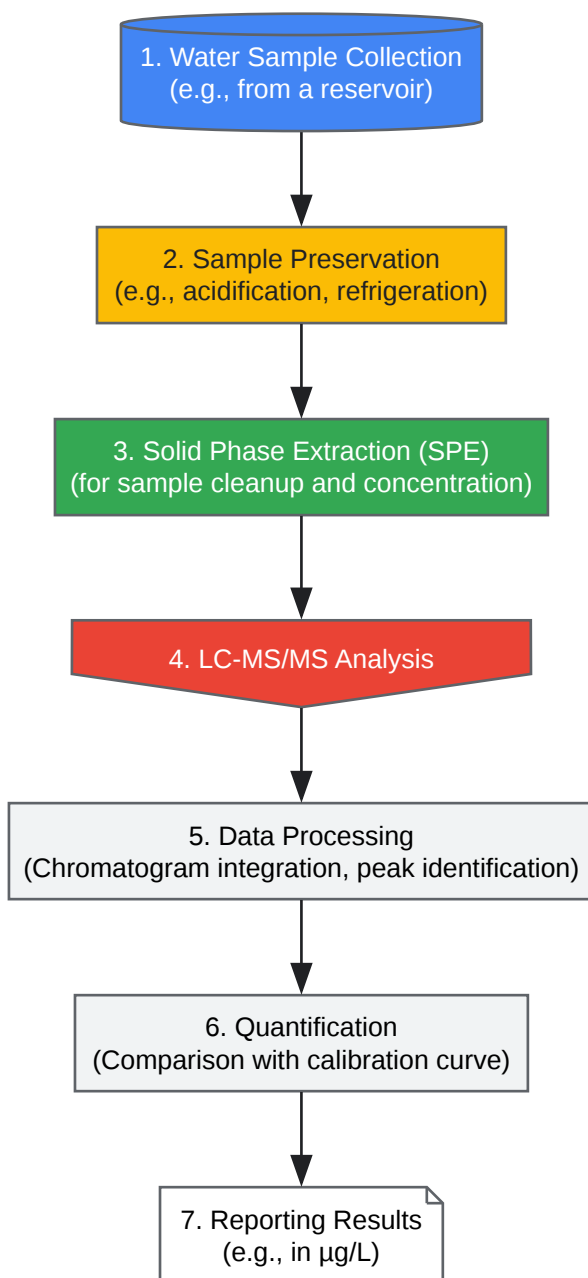 1. Water Sample Collection
(e.g., from a reservoir)
2. Sample Preservation
(e.g., acidification, refrigeration)
3. Solid Phase Extraction (SPE)
(for sample cleanup and concentration)
4. LC-MS/MS Analysis
5. Data Processing
(Chromatogram integration, peak identification)
6. Quantification
(Comparison with calibration curve)
7. Reporting Results
(e.g., in µg/L)